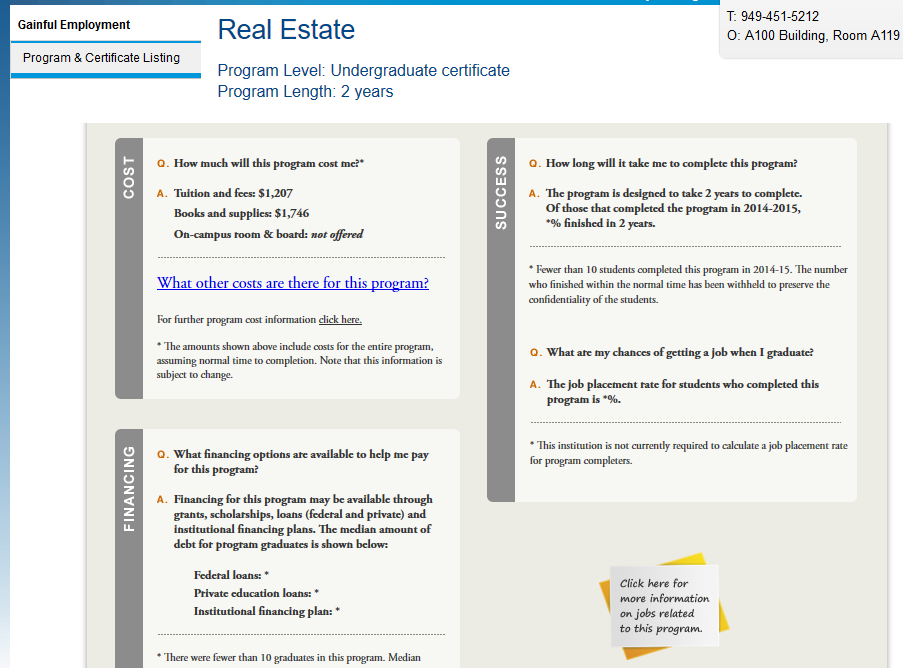 Gainful Employment
Program & Certificate Listing
Real Estate
Program Level: Undergraduate certificate
Program Length: 2 years
T: 949-451-5212
O: A100 Building, Room A119
COST
Q. How much will this program cost me?*
A. Tuition and fees: $1,207
Books and supplies: $1,746
On-campus room & board: not offered
What other costs are there for this program?
For further program cost information click here.
* The amounts shown above include costs for the entire program,
assuming normal time to completion. Note that this information is
subject to change.
FINANCING
Q. What financing options are available to help me pay
for this program?
A. Financing for this program may be available through
grants, scholarships, loans (federal and private) and
institutional financing plans. The median amount of
debt for program graduates is shown below:
Federal loans: *
Private education loans: *
Institutional financing plan: *
* There were fewer than 10 graduates in this program. Median
SUCCESS
Q. How long will it take me to complete this program?
A. The program is designed to take 2 years to complete.
Of those that completed the program in 2014-2015,
*% finished in 2 years.
* Fewer than 10 students completed this program in 2014-15. The number
who finished within the normal time has been withheld to preserve the
confidentiality of the students.
Q. What are my chances of getting a job when I graduate?
A. The job placement rate for students who completed this
program is *%.
* This institution is not currently required to calculate a job placement rate
for program completers.
Click here for
more information
on jobs related
to this program.